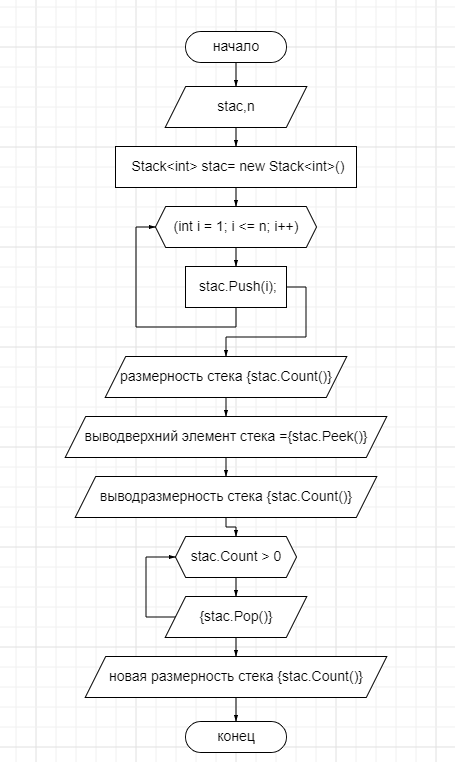 начало
stac,n
Stack<int> stac= new Stack<int>()
(int i = 1; i <= n; i++)
stac.Push(i);
размерность стека {stac.Count()}
выводверхний элемент стека ={stac.Peek()}
выводразмерность стека {stac.Count()}
stac.Count > 0
{stac.Pop()}
новая размерность стека {stac.Count()}
конец